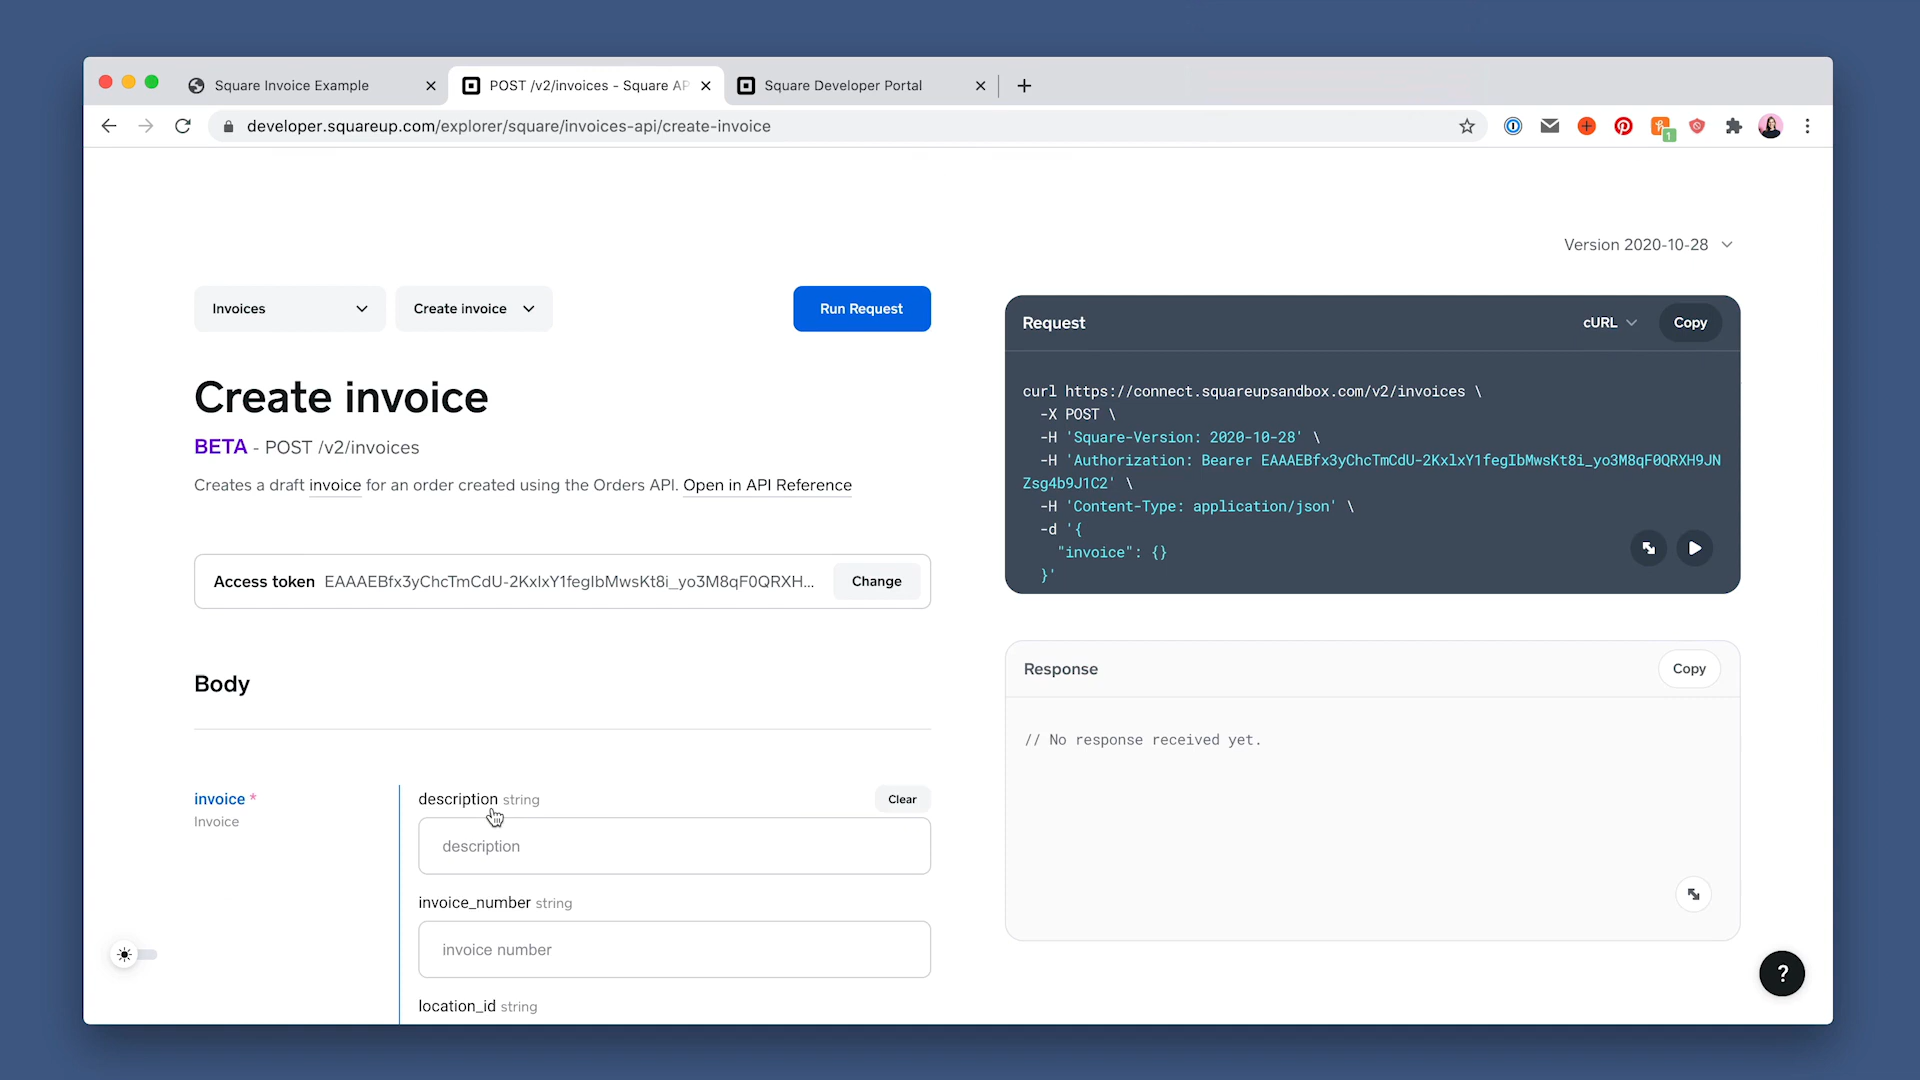 Square Invoice Example
POST /v2/invoices - Square AP
Square Developer Portal
developer.squareup.com/explorer/square/invoices-api/create-invoice
1
Version 2020-10-28
Invoices
Create invoice
Run Request
Create invoice
BETA - POST /v2/invoices
Creates a draft invoice for an order created using the Orders API. Open in API Reference
Access token EAAAEBfx3yChcTmCdU-2KxlxY1fegIbMwsKt8i_yo3M8qF0QRXH...
Change
Body
invoice *
Invoice
description string
Clear
description
invoice_number string
invoice number
location_id string
Request
cURL
Copy
curl https://connect.squareupsandbox.com/v2/invoices \
-X POST \
-H 'Square-Version: 2020-10-28' \
-H 'Authorization: Bearer EAAAEBfx3yChcTmCdU-2KxlxY1fegIbMwsKt8i_yo3M8qF0QRXH9JN
Zsg4b9J1C2' \
-H 'Content-Type: application/json' \
-d '{
"invoice": {}
}'
Response
Copy
// No response received yet.
?